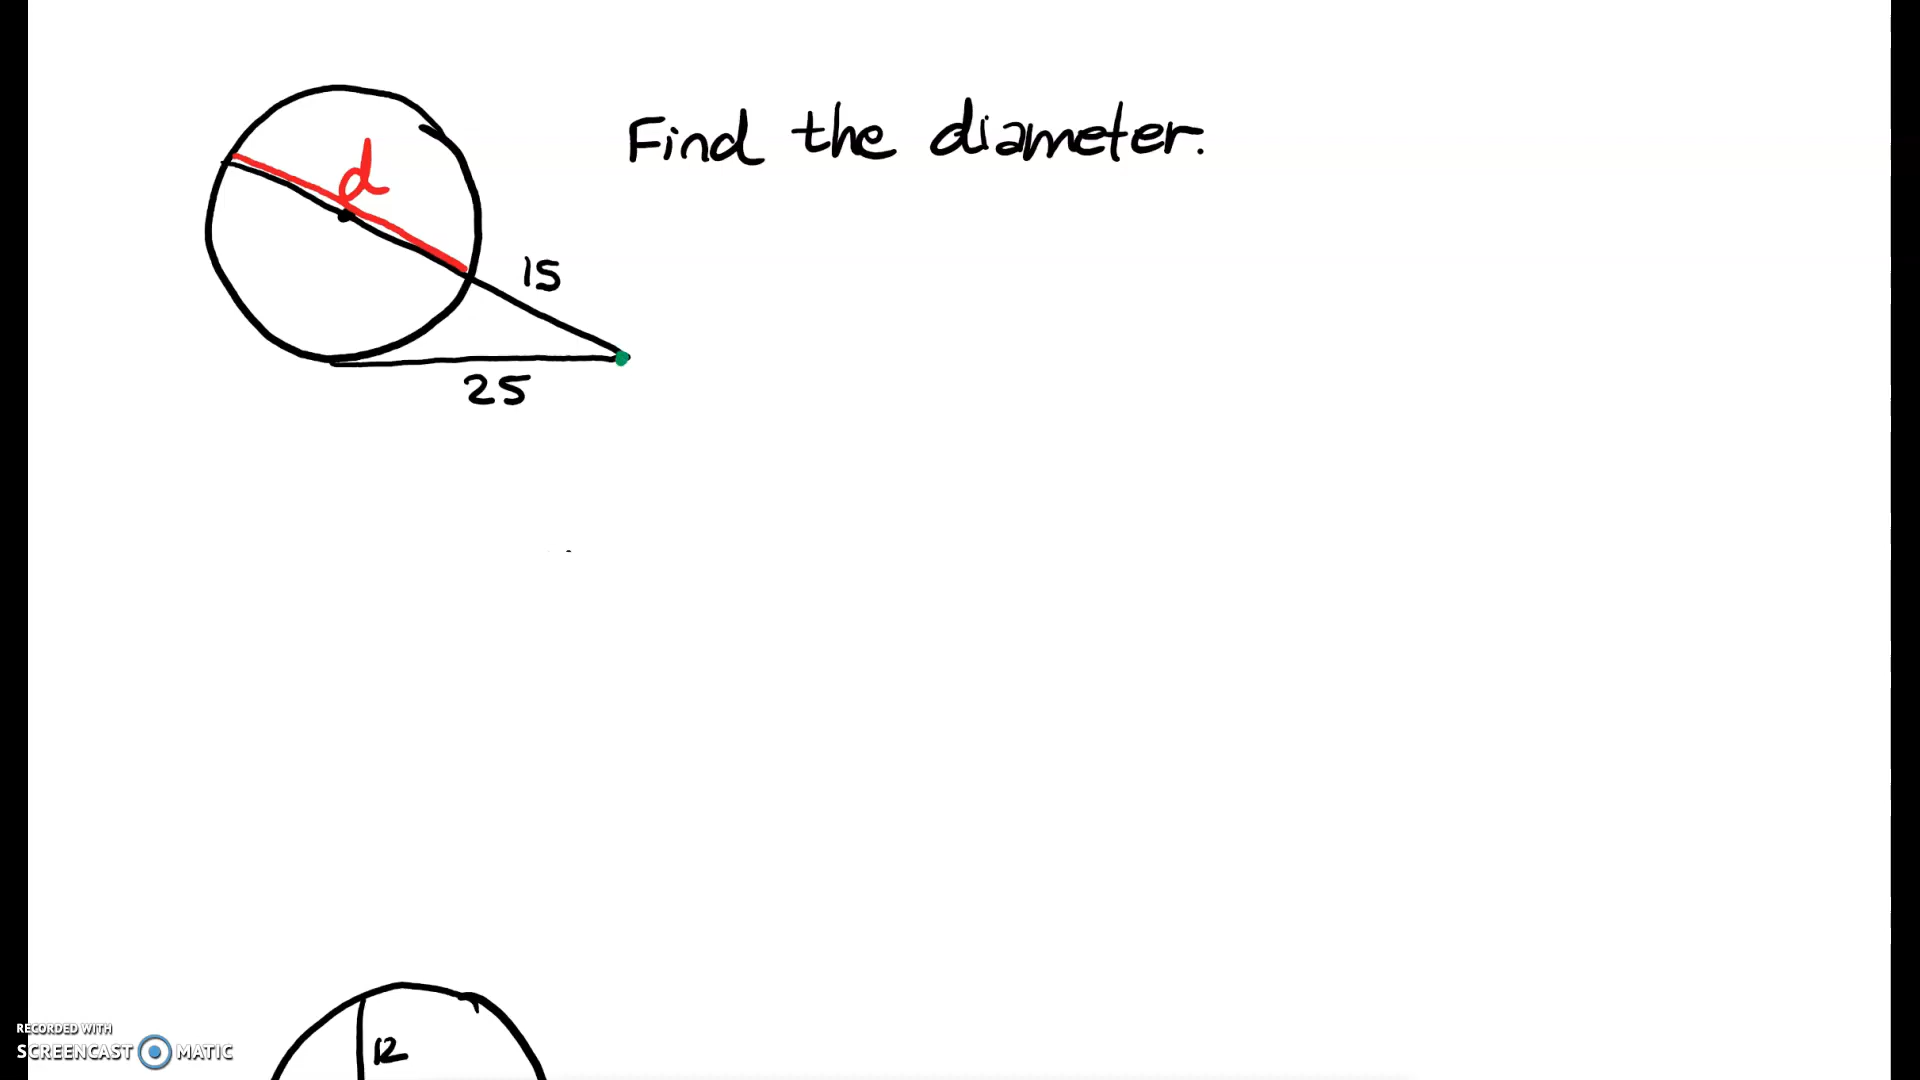 Find the diameter.
d
15
25
12
RECORDED WITH
SCREENCAST MATIC